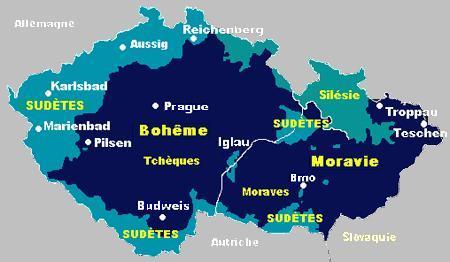 Allemagne
Reichenberg
Aussig
Karlsbad
SUDÈTES
Silésie
Prague
Troppau
Marienbad
Bohême
SUDÈTES
Teschen
Pilsen
Iglau
Tchèques
Moravie
Brno
Moraves
Budweis
SUDÈTES
SUDÈTES
Autriche
Slovaquie